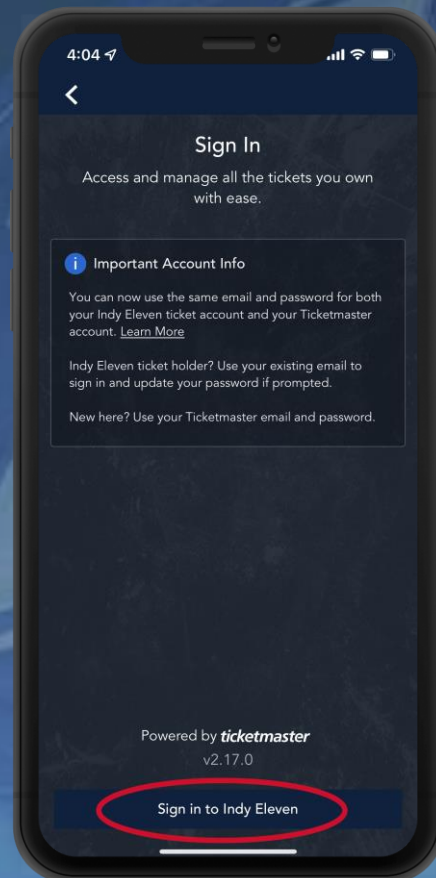 4:04
Sign In
Access and manage all the tickets you own
with ease.
Important Account Info
You can now use the same email and password for both
your Indy Eleven ticket account and your Ticketmaster
account. Learn More
Indy Eleven ticket holder? Use your existing email to
sign in and update your password if prompted.
New here? Use your Ticketmaster email and password.
Powered by ticketmaster
v2.17.0
Sign in to Indy Eleven